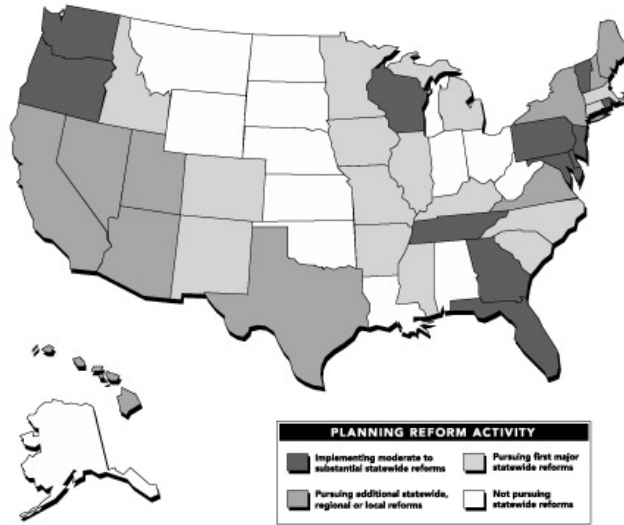 PLANNING REFORM ACTIVITY
Implementing moderate to
substantial statewide reforms
Pursuing additional statewide,
regional or local reforms
Pursuing first major
statewide reforms
Not pursuing
statewide reforms